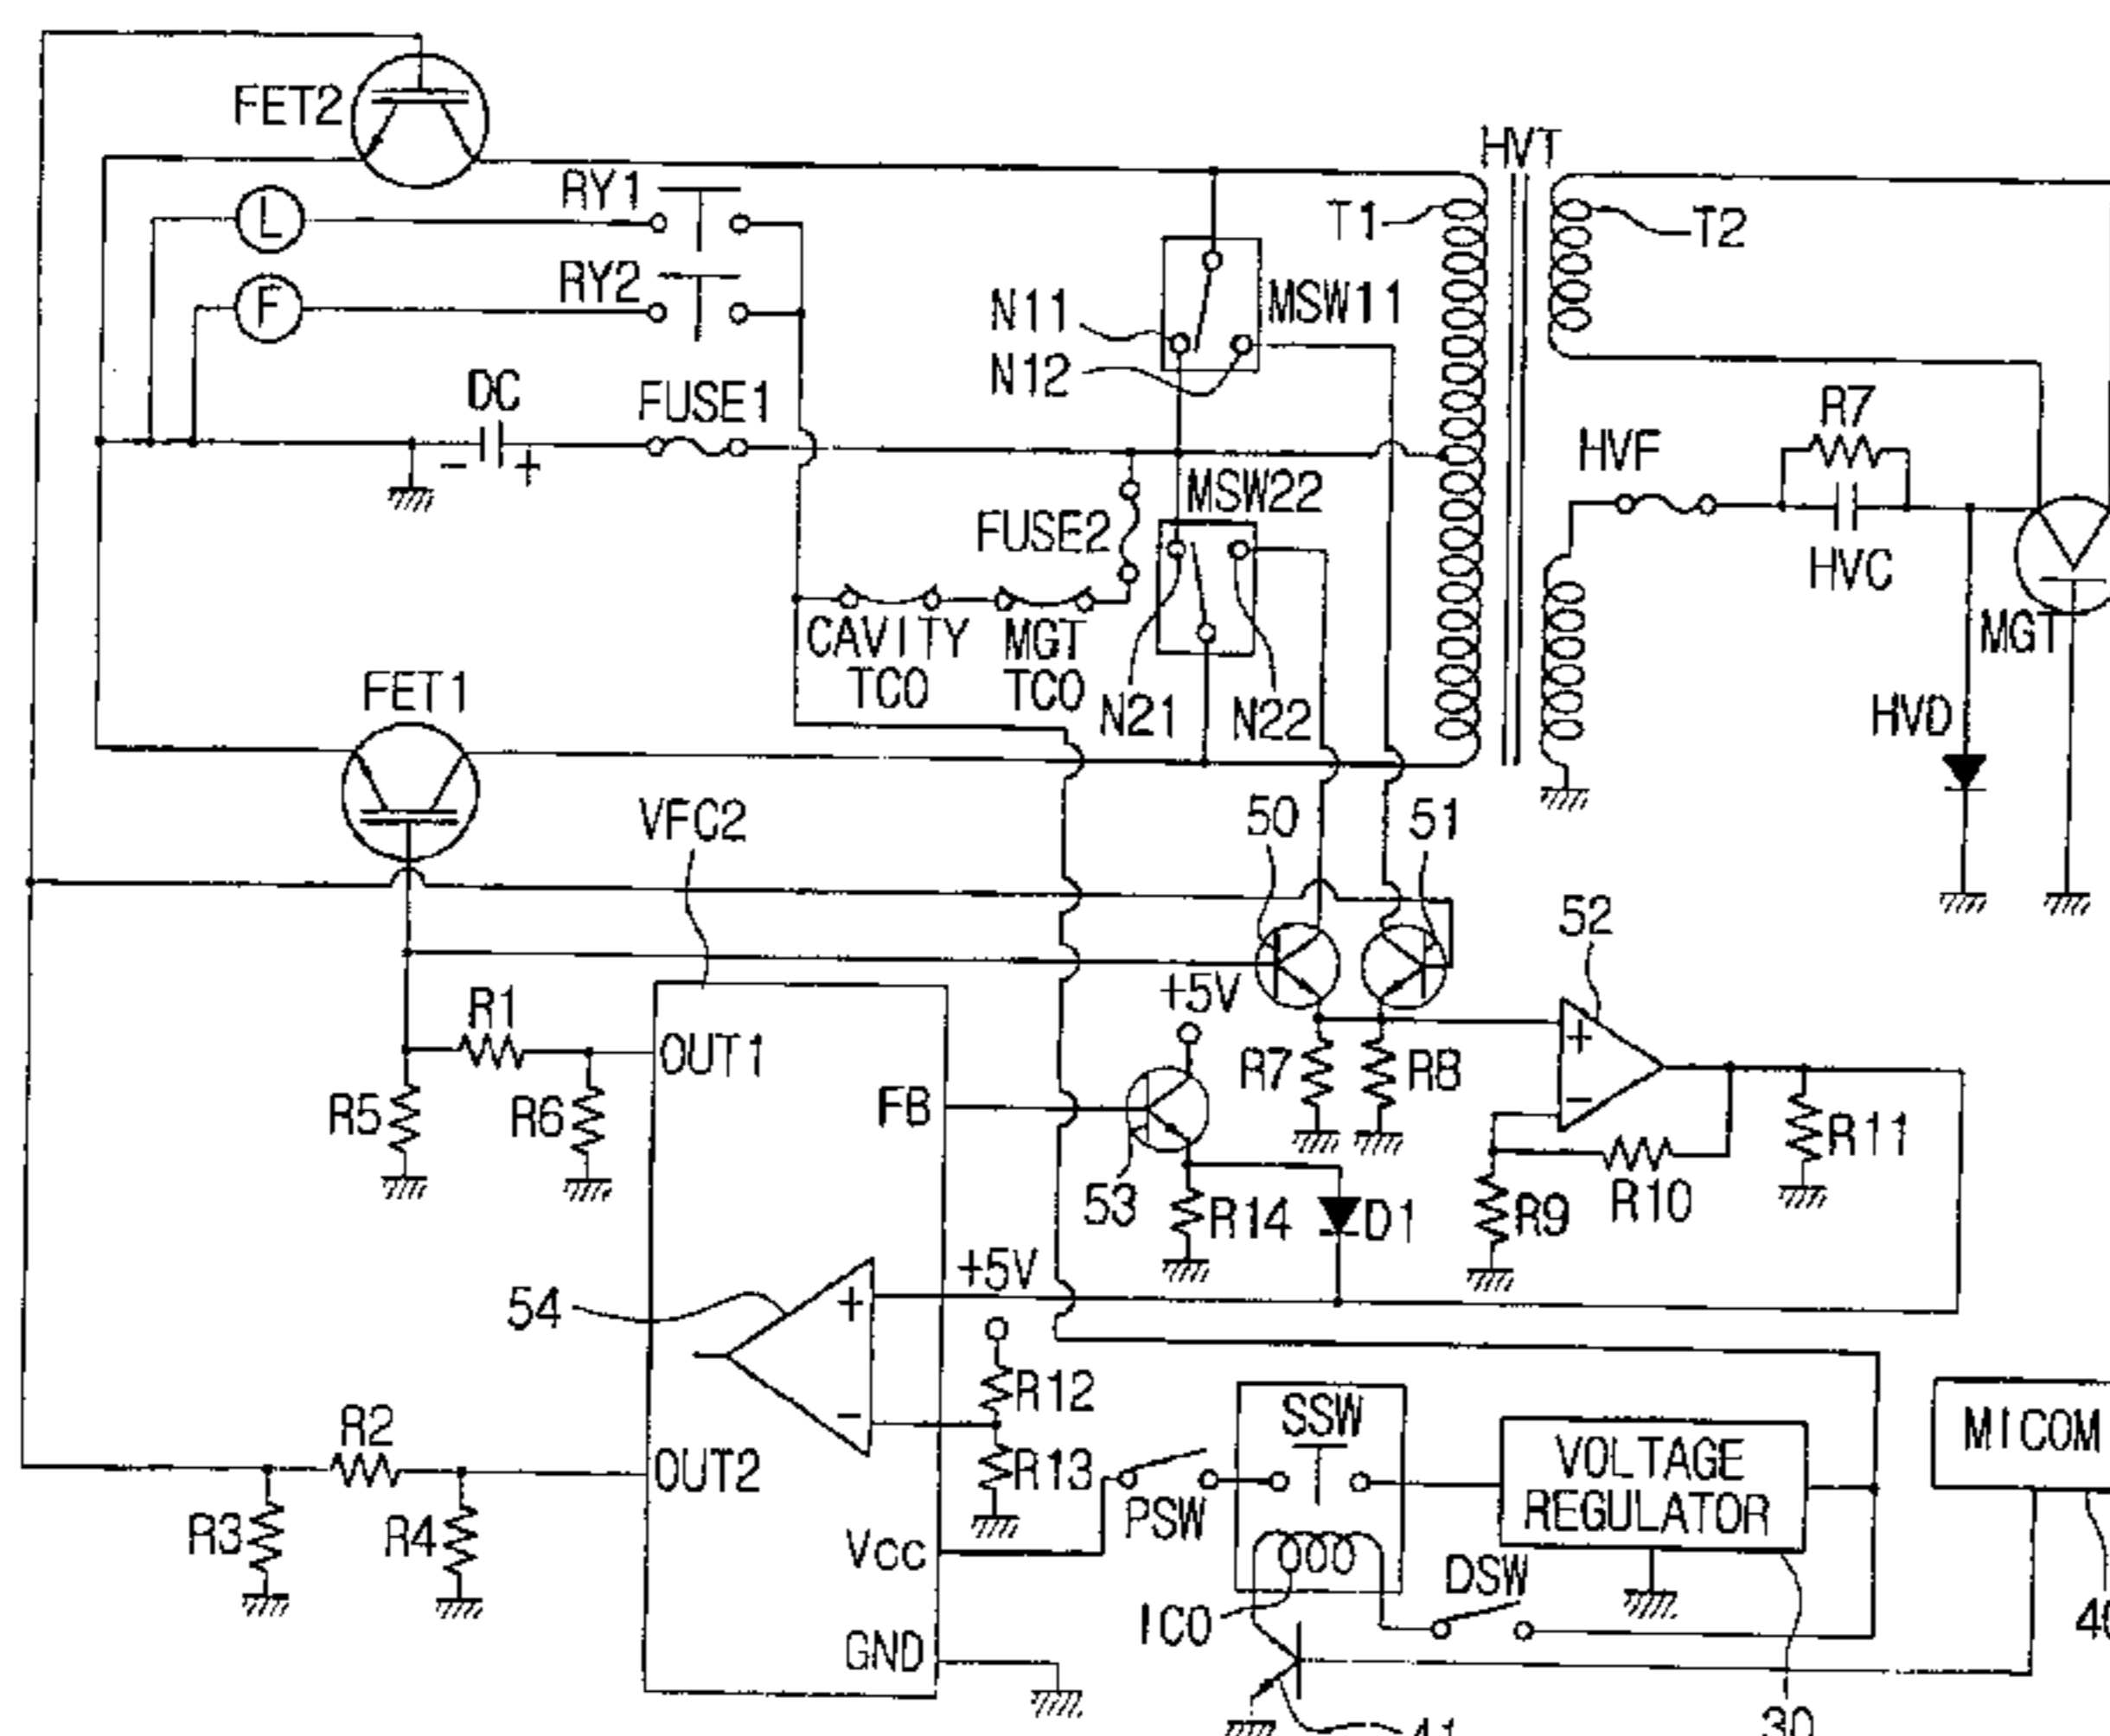 FET2
HVT
RY1
L
T1
T2
RY2
F
N11
MSW11
N12
DC
FUSE1
R7
HVF
- +
MSW22
FUSE2
HVC
CAVITY
TCO
MGT
TCO
MGT
FET1
N21
N22
HVD
VFC2
50
51
52
+5V
R1
OUT1
+
R7
R8
FB
-
R5
R6
R11
53
R14
D1
R9
R10
+5V
54
+
R12
-
SSW
MICOM
R2
OUT2
R13
VOLTAGE
REGULATOR
PSW
R3
R4
Vcc
DSW
ICO
GND
30